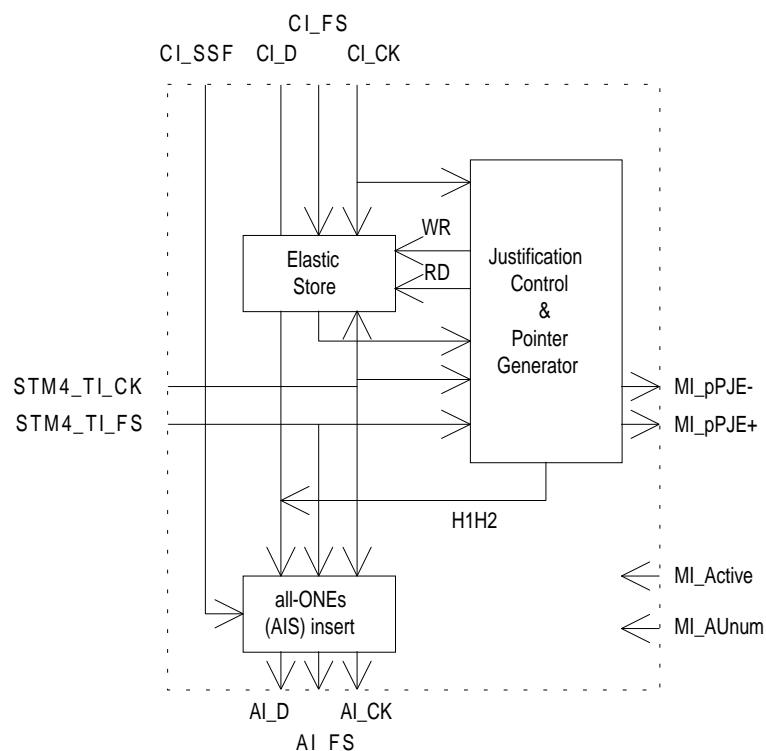 CI_FS
CI_SSF
CI_D
CI_CK
WR
RD
Elastic
Store
Justification
Control
&
Pointer
Generator
STM4_TI_CK
STM4_TI_FS
MI_pPJE-
MI_pPJE+
H1H2
all-ONEs
(AIS) insert
MI_Active
MI_AUnum
AI_D
AI_CK
AI_FS